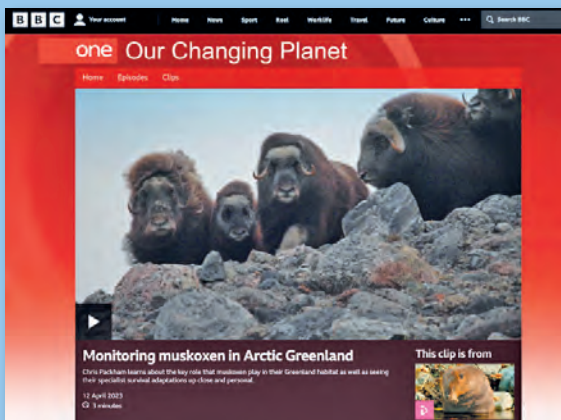 BBC Your account Home News Sport Reel Worklife Travel Future Culture ••• Search BBC
one Our Changing Planet
Home Episodes Clips
Monitoring muskoxen in Arctic Greenland
Chris Packham learns about the key role that muskoxen play in their Greenland habitat as well as seeing
their specialist survival adaptations up close and personal.
12 April 2023
3 minutes
This clip is from